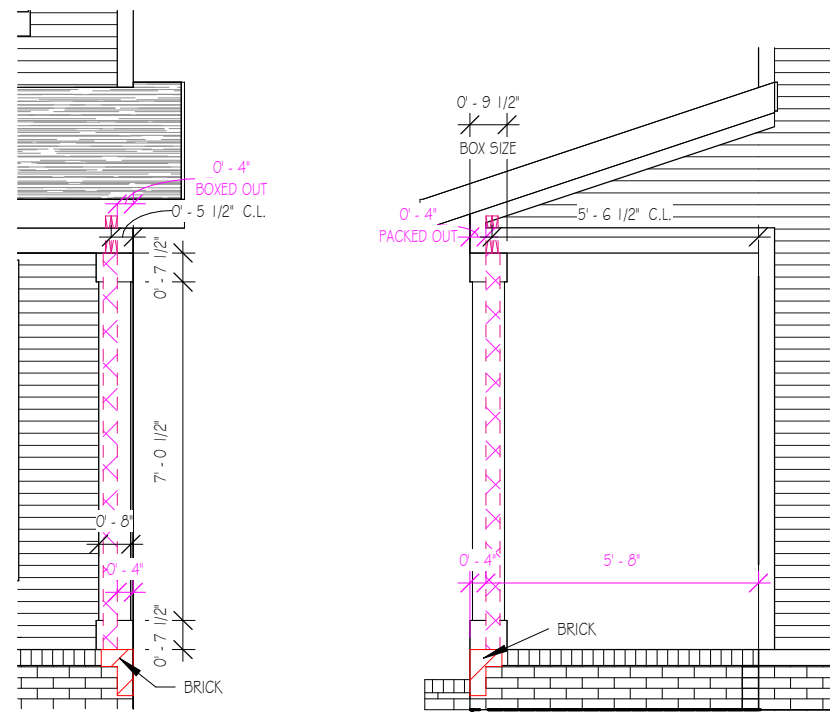 0' - 4"
BOXED OUT
0' - 5 1/2" C.L.
0' - 7 1/2"
7' - 0 1/2"
0' - 8"
0' - 4"
0' - 7 1/2"
BRICK
0' - 9 1/2"
BOX SIZE
0' - 4"
PACKED OUT
5' - 6 1/2" C.L.
0' - 4"
5' - 8"
BRICK